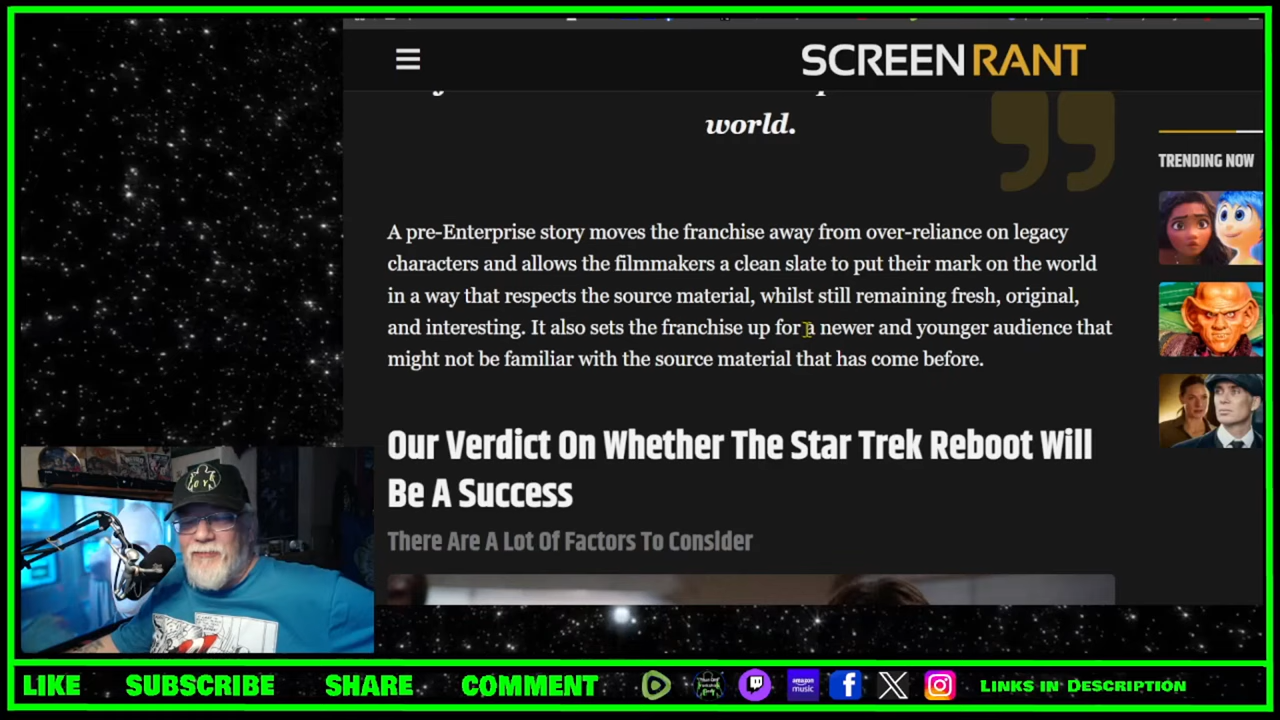 SCREENRANT
world.
TRENDING NOW
A pre-Enterprise story moves the franchise away from over-reliance on legacy
characters and allows the filmmakers a clean slate to put their mark on the world
in a way that respects the source material, whilst still remaining fresh, original,
and interesting. It also sets the franchise up for a newer and younger audience that
might not be familiar with the source material that has come before.
Our Verdict On Whether The Star Trek Reboot Will
Be A Success
There Are A Lot Of Factors To Consider
LIKE SUBSCRIBE SHARE COMMENT LINKS IN DESCRIPTION